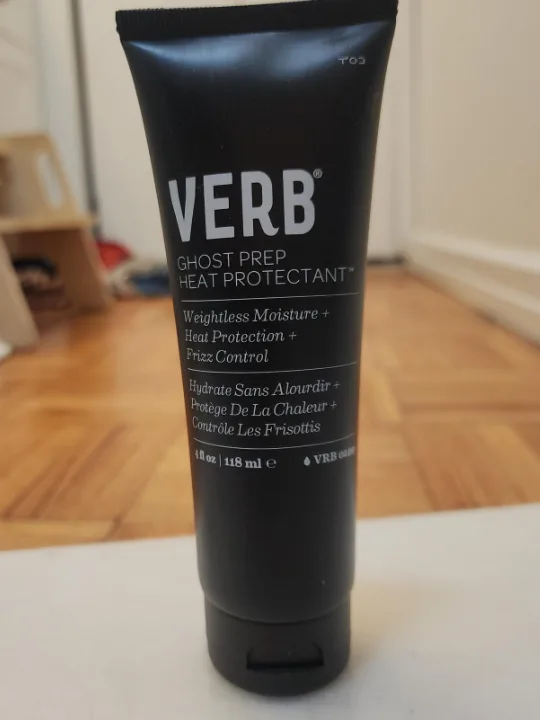 VERB®
GHOST PREP
HEAT PROTECTANT™
Weightless Moisture +
Heat Protection +
Frizz Control
Hydrate Sans Alourdir +
Protège De La Chaleur +
Contrôle Les Frisottis
4 fl oz | 118 ml ℮ VRB